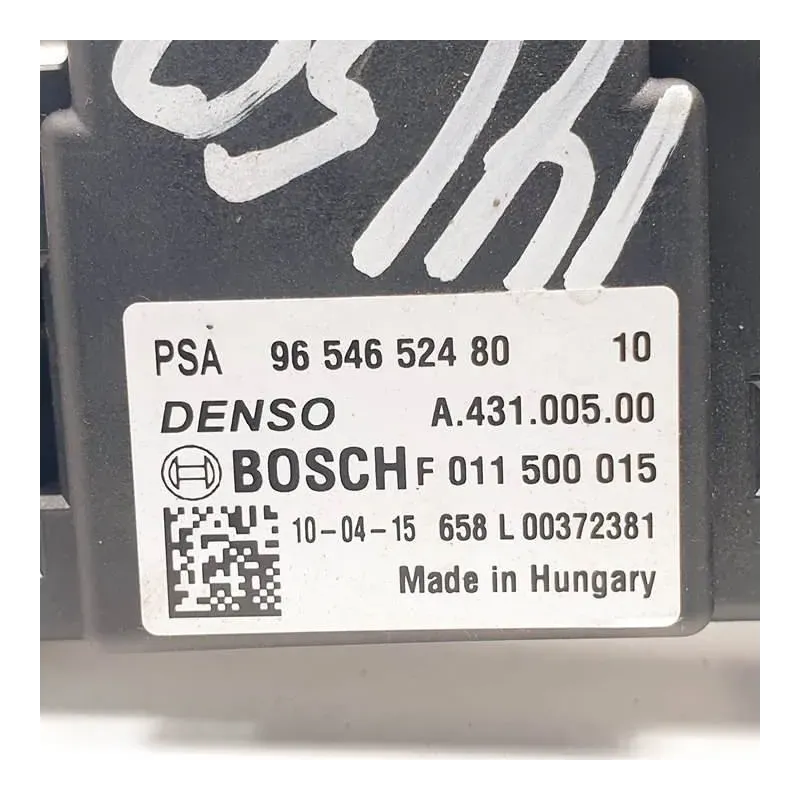 PSA 96 546 524 80 10
DENSO A.431.005.00
BOSCH F 011 500 015
10-04-15 658 L 00372381
Made in Hungary